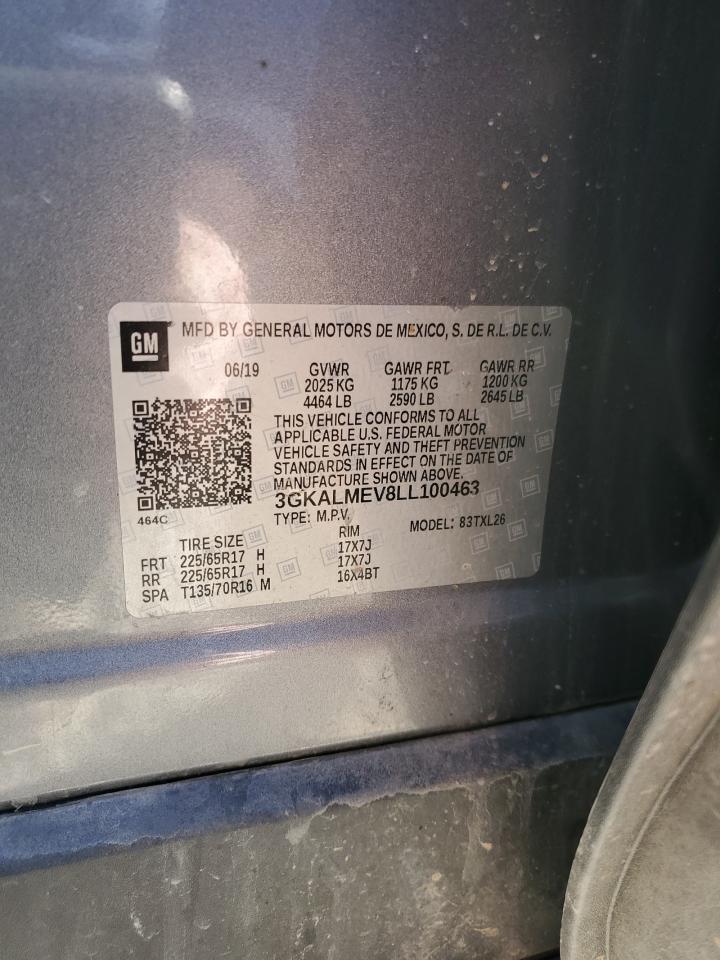 GM MFD BY GENERAL MOTORS DE MEXICO, S. DE R.L. DE C.V.
06/19 GVWR GAWR FRT GAWR RR
2025 KG 1175 KG 1200 KG
4464 LB 2590 LB 2645 LB
THIS VEHICLE CONFORMS TO ALL
APPLICABLE U.S. FEDERAL MOTOR
VEHICLE SAFETY AND THEFT PREVENTION
STANDARDS IN EFFECT ON THE DATE OF
MANUFACTURE SHOWN ABOVE.
3GKALMEV8LL100463
464C
TYPE: M.P.V. MODEL: 83TXL26
TIRE SIZE RIM
FRT 225/65R17 H 17X7J
RR 225/65R17 H 17X7J
SPA T135/70R16 M 16X4BT